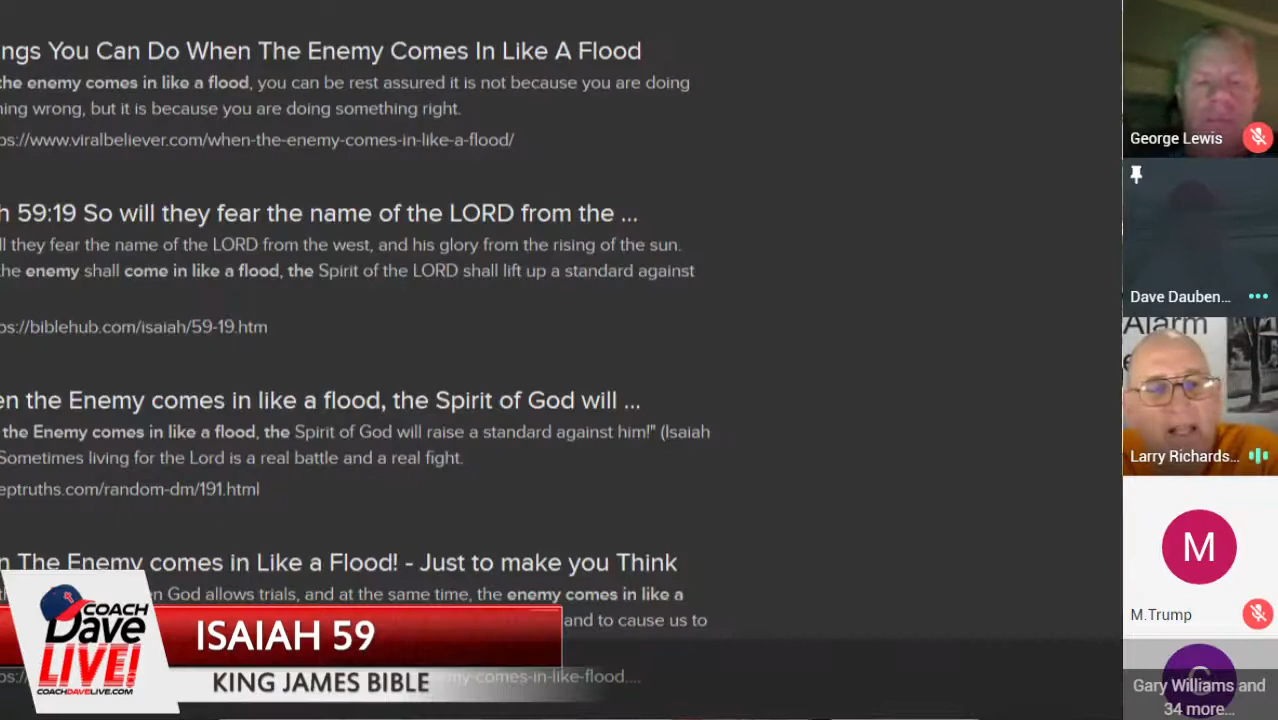 ngs You Can Do When The Enemy Comes In Like A Flood
the enemy comes in like a flood, you can be rest assured it is not because you are doing
ning wrong, but it is because you are doing something right.
ps://www.viralbeliever.com/when-the-enemy-comes-in-like-a-flood/
h 59:19 So will they fear the name of the LORD from the ...
ll they fear the name of the LORD from the west, and his glory from the rising of the sun.
the enemy shall come in like a flood, the Spirit of the LORD shall lift up a standard against
ps://biblehub.com/isaiah/59-19.htm
en the Enemy comes in like a flood, the Spirit of God will ...
the Enemy comes in like a flood, the Spirit of God will raise a standard against him!" (Isaiah
Sometimes living for the Lord is a real battle and a real fight.
eptruths.com/random-dm/191.html
n The Enemy comes in Like a Flood! - Just to make you Think
n God allows trials, and at the same time, the enemy comes in like a
and to cause us to
ps://
my-comes-in-like-flood....
COACH
Dave
LIVE!
COACHDAVELIVE.COM
ISAIAH 59
KING JAMES BIBLE
George Lewis
Dave Dauben...
Alarm
Larry Richards...
M
M.Trump
G
Gary Williams and
34 more...